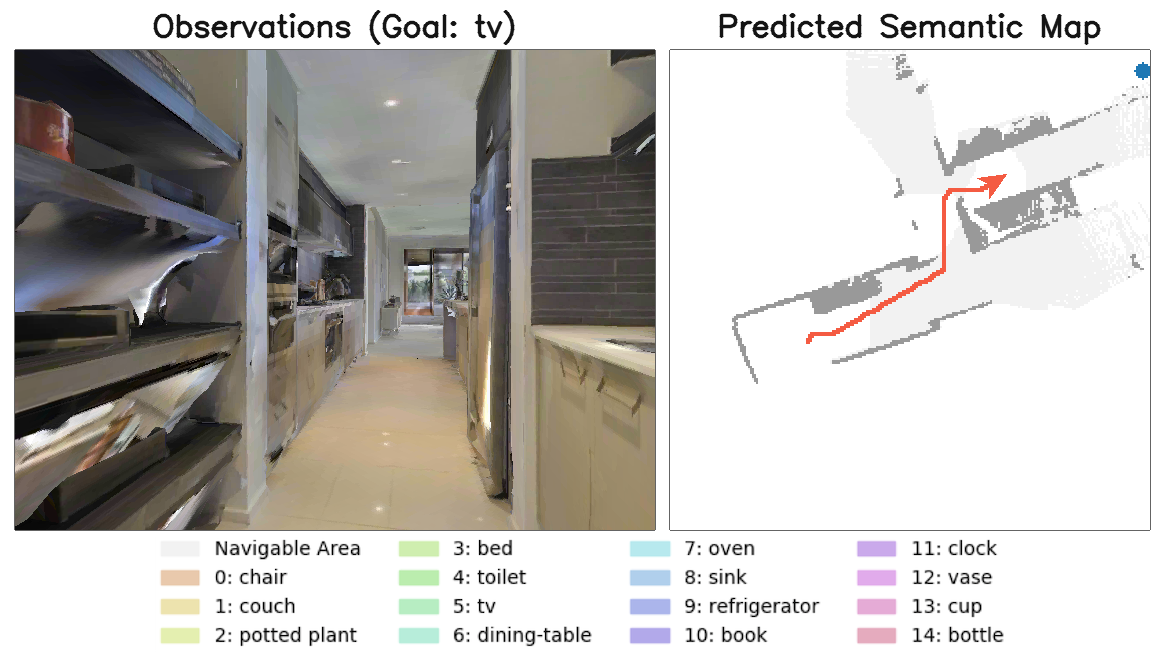 Observations (Goal: tv)
Predicted Semantic Map
Navigable Area
0: chair
1: couch
2: potted plant
3: bed
4: toilet
5: tv
6: dining-table
7: oven
8: sink
9: refrigerator
10: book
11: clock
12: vase
13: cup
14: bottle